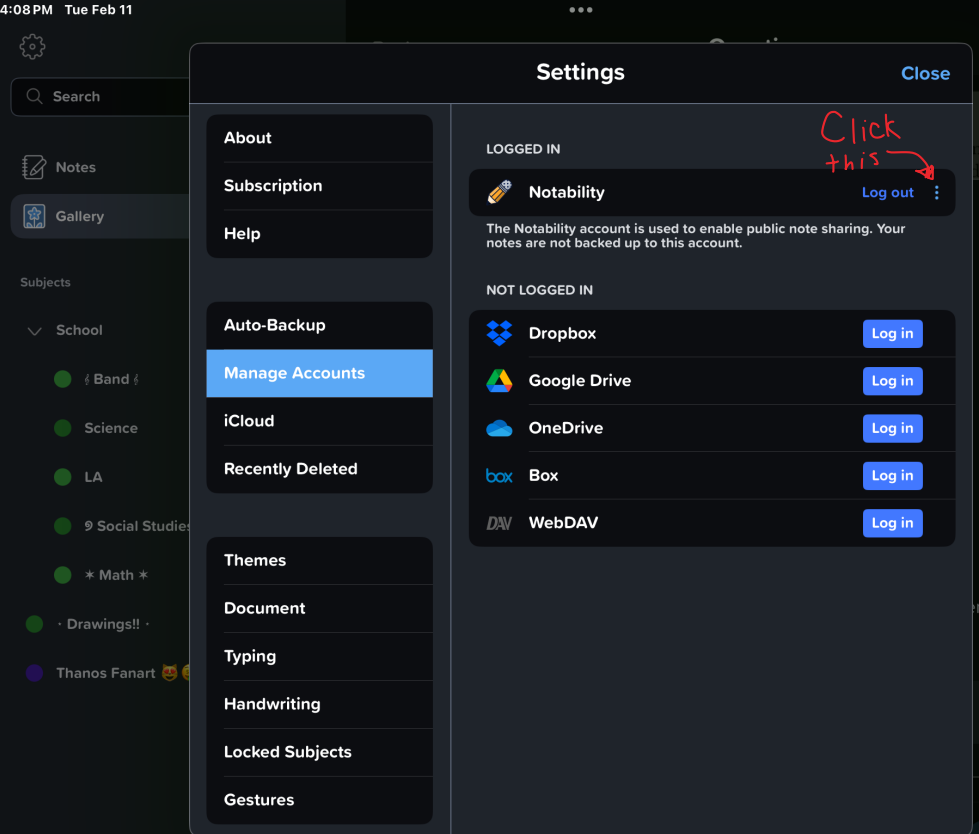 4:08 PM Tue Feb 11
Settings
Close
Search
Notes
Gallery
Subjects
School
𝄞 Band 𝄞
Science
LA
Social Studies
✶ Math ✶
· Drawings!! ·
Thanos Fanart 😻
About
Subscription
Help
Auto-Backup
Manage Accounts
iCloud
Recently Deleted
Themes
Document
Typing
Handwriting
Locked Subjects
Gestures
Click
this
LOGGED IN
Notability
Log out
The Notability account is used to enable public note sharing. Your
notes are not backed up to this account.
NOT LOGGED IN
Dropbox
Log in
Google Drive
Log in
OneDrive
Log in
box
Box
Log in
DAV
WebDAV
Log in